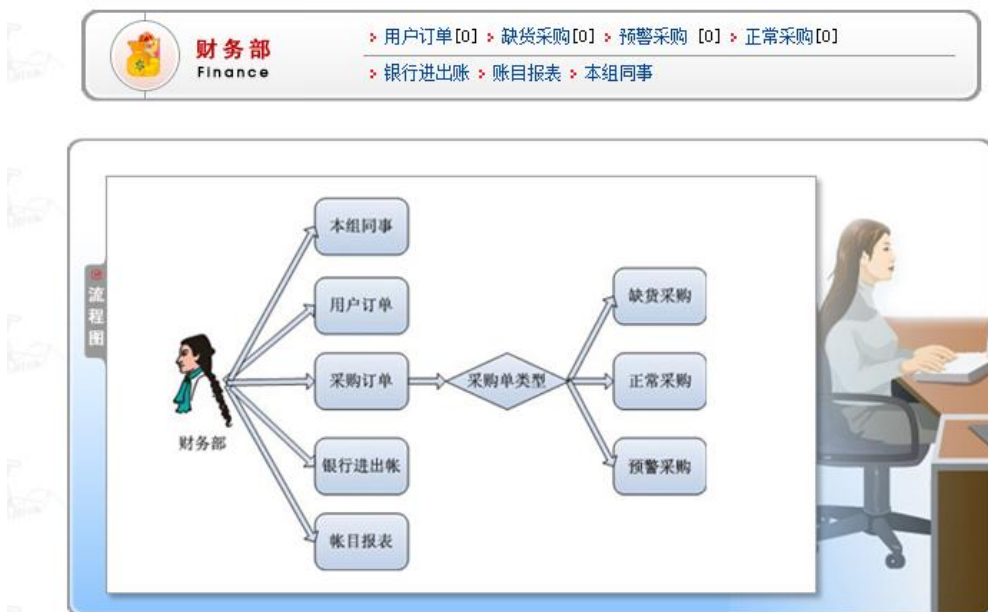 财务部
Finance
用户订单[0] 缺货采购[0] 预警采购 [0] 正常采购[0]
银行进出账 账目报表 本组同事
流程图
本组同事
用户订单
缺货采购
采购订单
采购单类型
正常采购
财务部
银行进出帐
预警采购
帐目报表